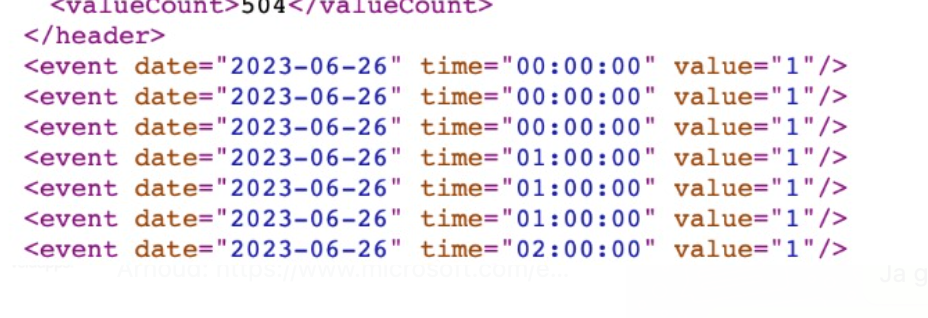 <valueCount>504</valueCount>
</header>
<event date="2023-06-26" time="00:00:00" value="1"/>
<event date="2023-06-26" time="00:00:00" value="1"/>
<event date="2023-06-26" time="00:00:00" value="1"/>
<event date="2023-06-26" time="01:00:00" value="1"/>
<event date="2023-06-26" time="01:00:00" value="1"/>
<event date="2023-06-26" time="01:00:00" value="1"/>
<event date="2023-06-26" time="02:00:00" value="1"/>
Arnoud, https://www.microsoft.com/e...
Ja g